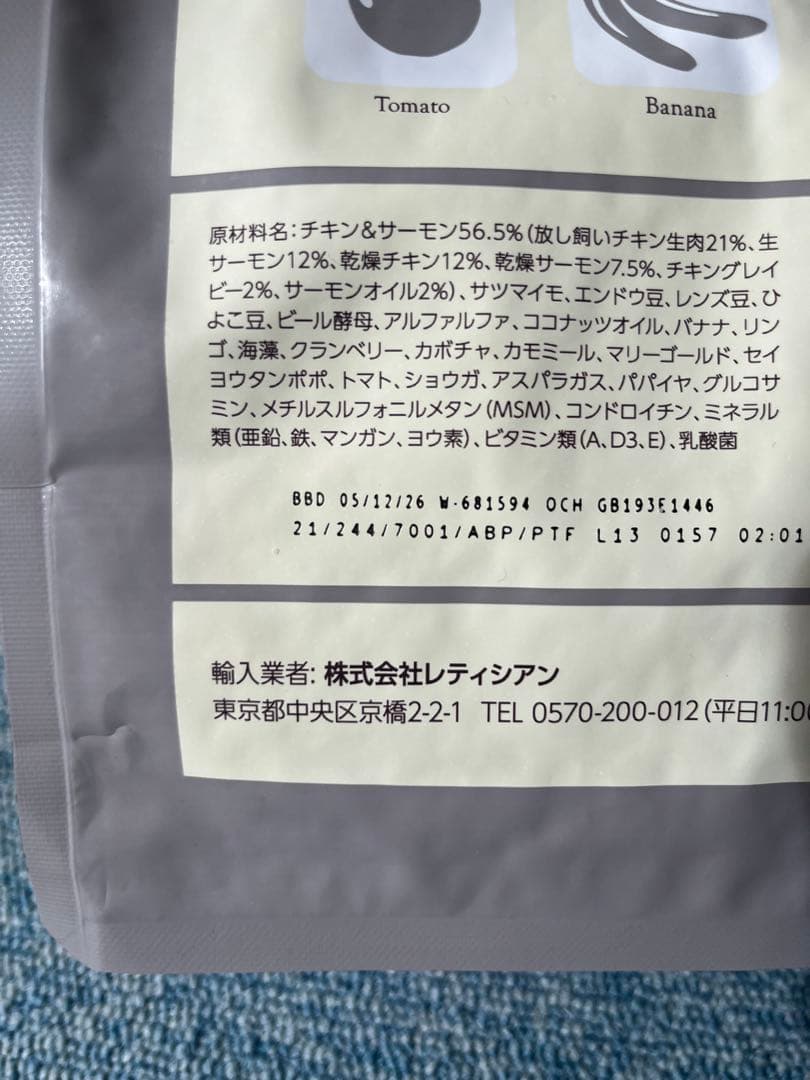 Tomato
Banana
原材料名:チキン&サーモン56.5%(放し飼いチキン生肉21%、生
サーモン12%、乾燥チキン12%、乾燥サーモン7.5%、チキングレイ
ビー2%、サーモンオイル2%)、サツマイモ、エンドウ豆、レンズ豆、ひ
よこ豆、ビール酵母、アルファルファ、ココナッツオイル、バナナ、リン
ゴ、海藻、クランベリー、カボチャ、カモミール、マリーゴールド、セイ
ヨウタンポポ、トマト、ショウガ、アスパラガス、パパイヤ、グルコサ
ミン、メチルスルフォニルメタン(MSM)、コンドロイチン、ミネラル
類(亜鉛、鉄、マンガン、ヨウ素)、ビタミン類(A、D3、E)、乳酸菌
BBD 05/12/26 W-681594 OCH GB193E1446
21/244/7001/ABP/PTF L13 0157 02:01
輸入業者: 株式会社レティシアン
東京都中央区京橋2-2-1 TEL 0570-200-012(平日11:00